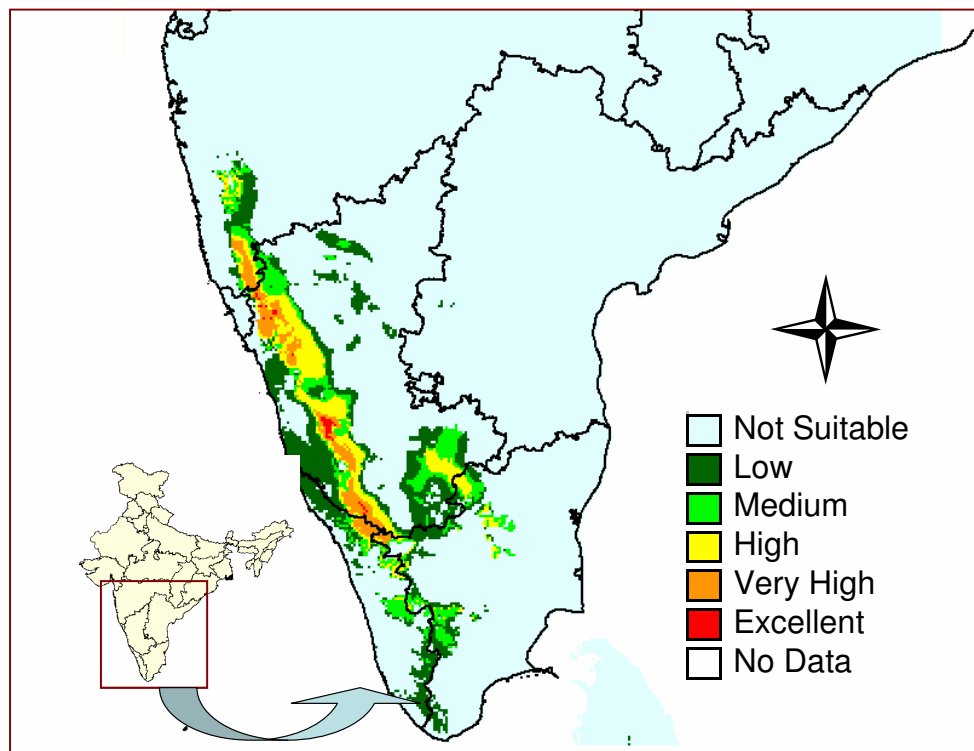 Not Suitable
Low
Medium
High
Very High
Excellent
No Data